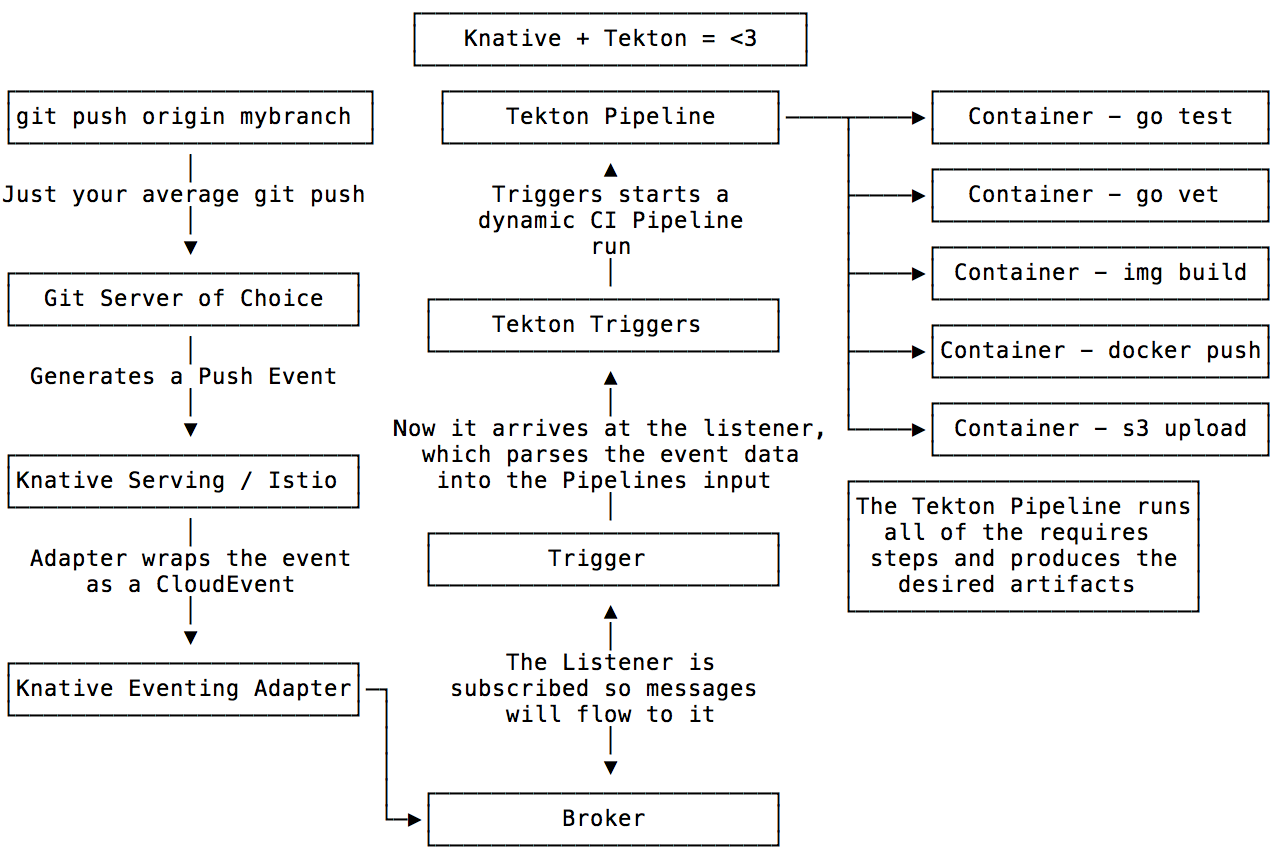 Knative + Tekton = <3
git push origin mybranch
Just your average git push
Git Server of Choice
Generates a Push Event
Knative Serving / Istio
Adapter wraps the event
as a CloudEvent
Knative Eventing Adapter
Tekton Pipeline
Triggers starts a
dynamic CI Pipeline
run
Tekton Triggers
Now it arrives at the listener,
which parses the event data
into the Pipelines input
Trigger
The Listener is
subscribed so messages
will flow to it
Broker
Container - go test
Container - go vet
Container - img build
Container - docker push
Container - s3 upload
The Tekton Pipeline runs
all of the requires
steps and produces the
desired artifacts